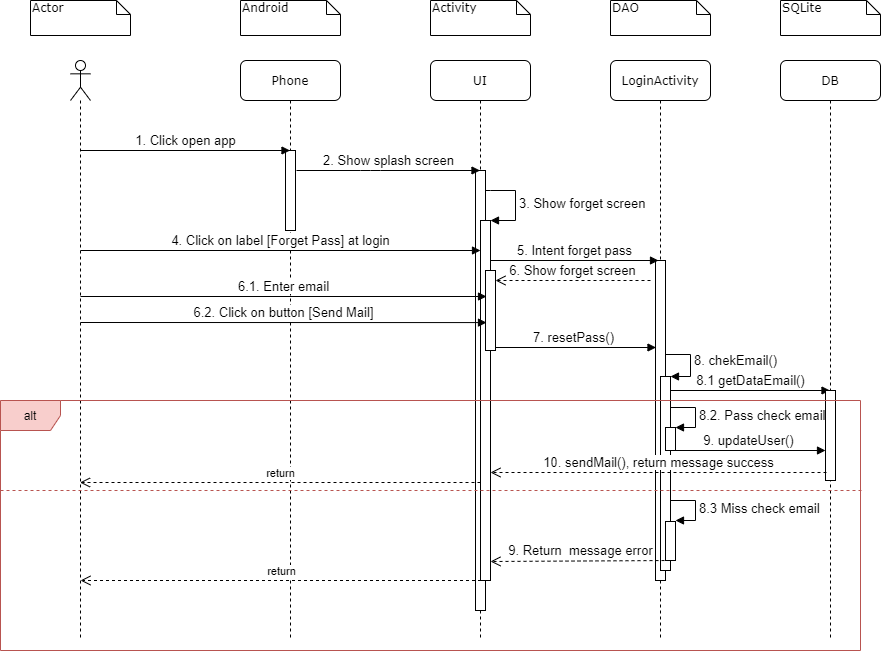 Actor
Android
Activity
DAO
SQLite
Phone
UI
LoginActivity
DB
1. Click open app
2. Show splash screen
3. Show forget screen
4. Click on label [Forget Pass] at login
5. Intent forget pass
6. Show forget screen
6.1. Enter email
6.2. Click on button [Send Mail]
7. resetPass()
8. chekEmail()
8.1 getDataEmail()
alt
8.2. Pass check email
9. updateUser()
10. sendMail(), return message success
return
8.3 Miss check email
9. Return  message error
return